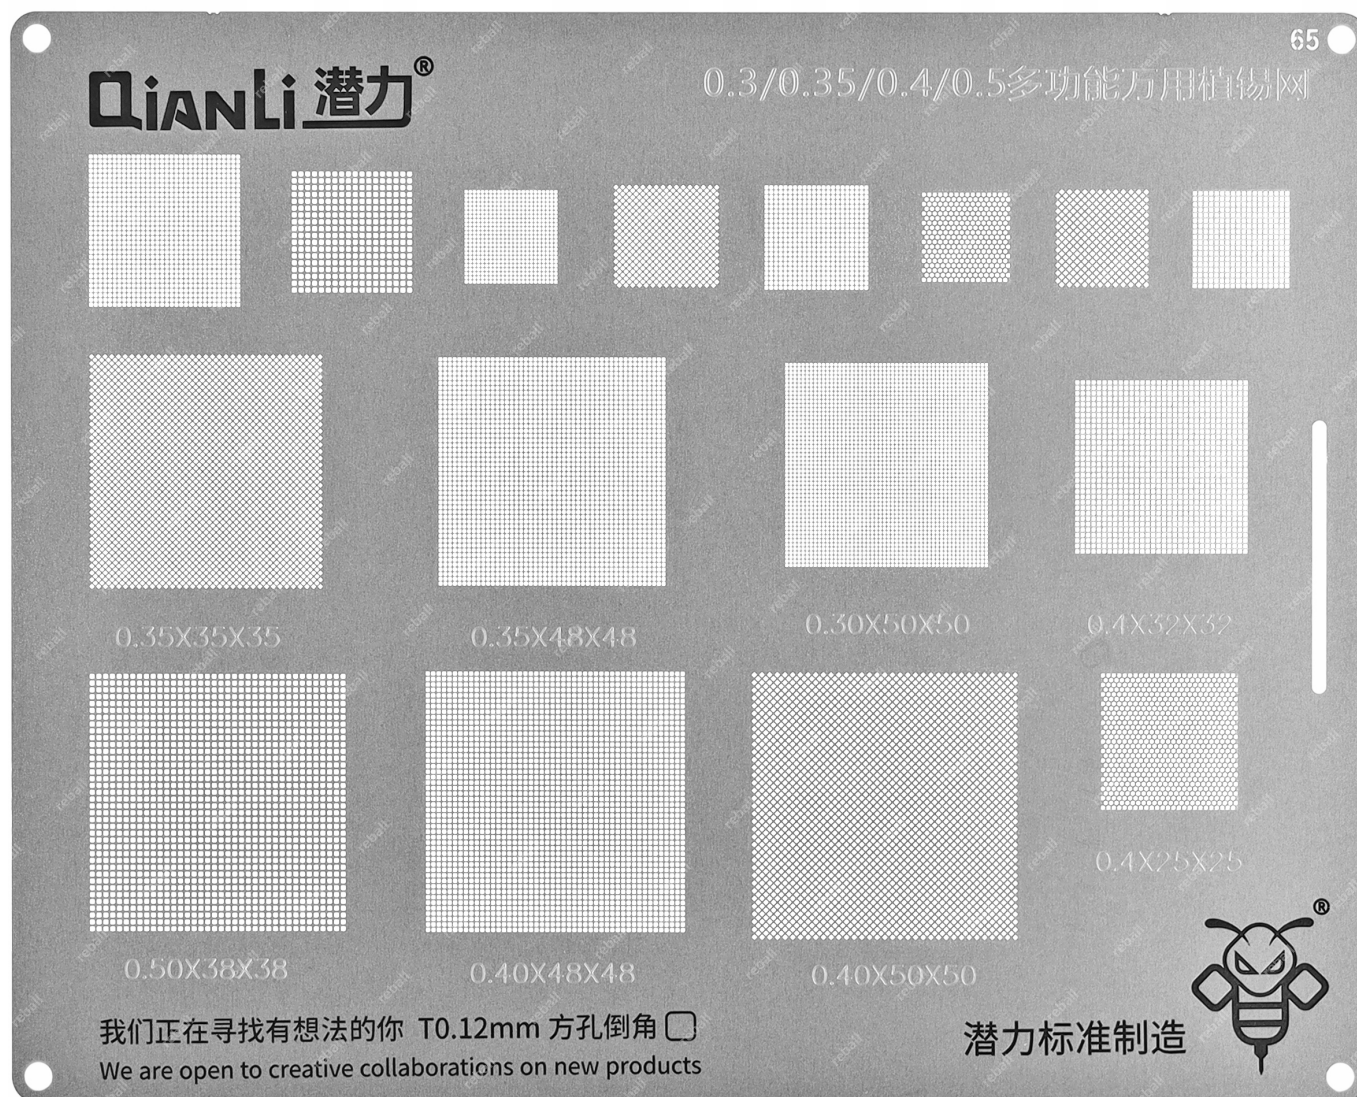 65
QiANLi 潜力®
0.3/0.35/0.4/0.5多功能万用植锡网
0.35X35X35
0.35X48X48
0.30X50X50
0.4X32X32
0.50X38X38
0.40X48X48
0.40X50X50
0.4X25X25
®
我们正在寻找有想法的你 T0.12mm 方孔倒角
We are open to creative collaborations on new products
潜力标准制造
reball